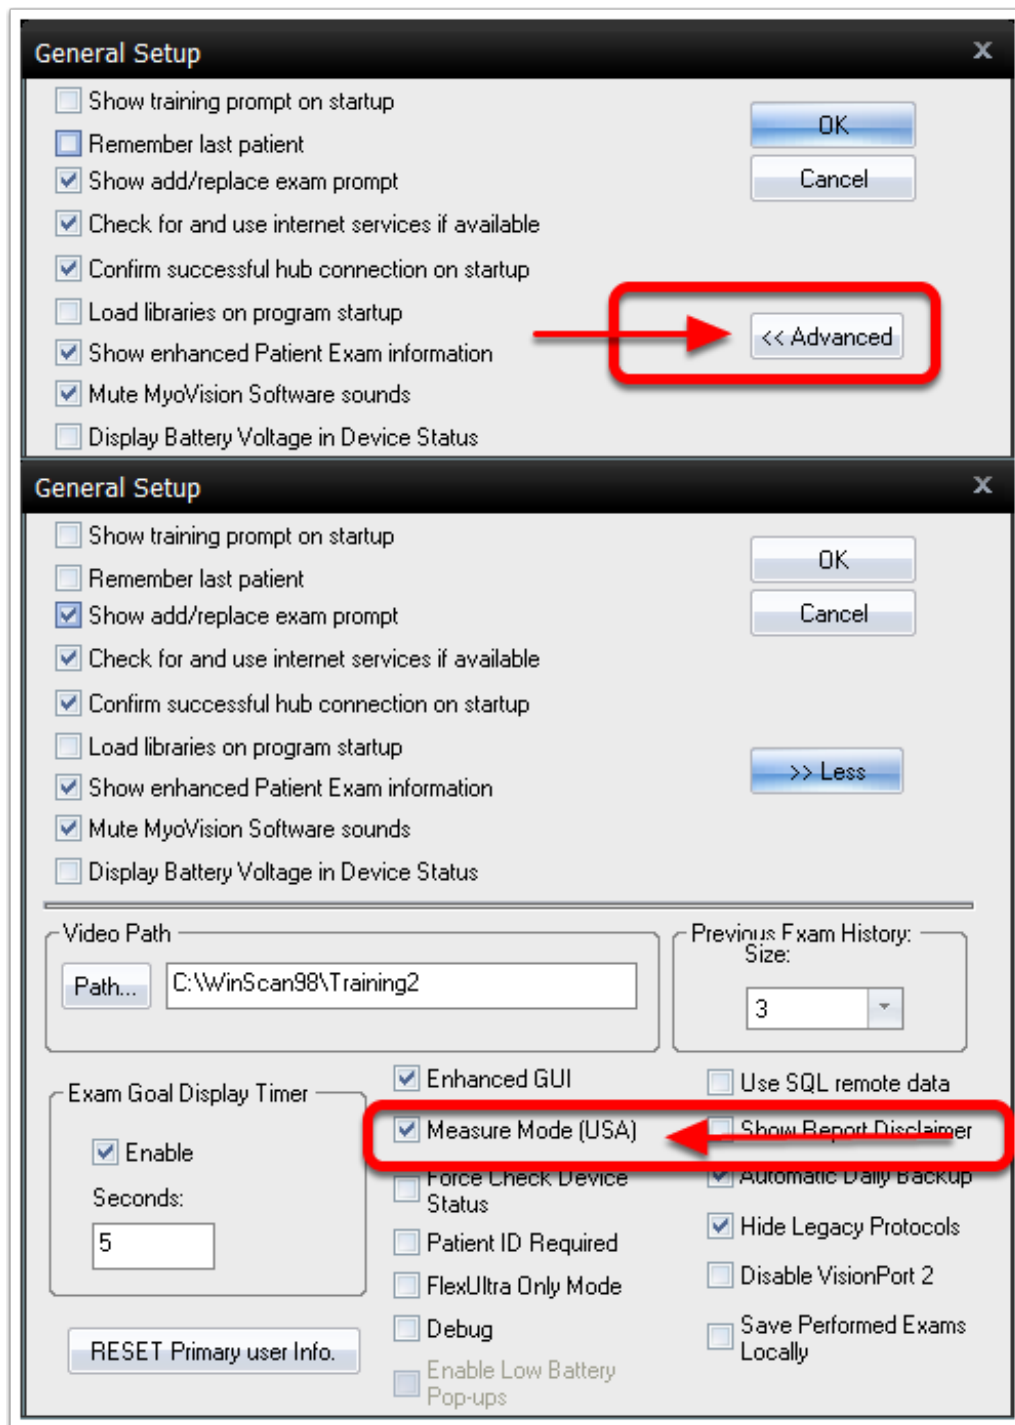 General Setup x
Show training prompt on startup
OK
Remember last patient
Show add/replace exam prompt
Cancel
Check for and use internet services if available
Confirm successful hub connection on startup
Load libraries on program startup
<< Advanced
Show enhanced Patient Exam information
Mute MyoVision Software sounds
Display Battery Voltage in Device Status
General Setup x
Show training prompt on startup
OK
Remember last patient
Show add/replace exam prompt
Cancel
Check for and use internet services if available
Confirm successful hub connection on startup
Load libraries on program startup
>> Less
Show enhanced Patient Exam information
Mute MyoVision Software sounds
Display Battery Voltage in Device Status
Video Path
Path...
C:\WinScan98\Training2
Previous Exam History:
Size:
3
Exam Goal Display Timer
Enable
Seconds:
5
RESET Primary user Info.
Enhanced GUI
Measure Mode (USA)
Force Check Device
Status
Patient ID Required
FlexUltra Only Mode
Debug
Enable Low Battery
Pop-ups
Use SQL remote data
Show Report Disclaimer
Automatic Daily Backup
Hide Legacy Protocols
Disable VisionPort 2
Save Performed Exams
Locally